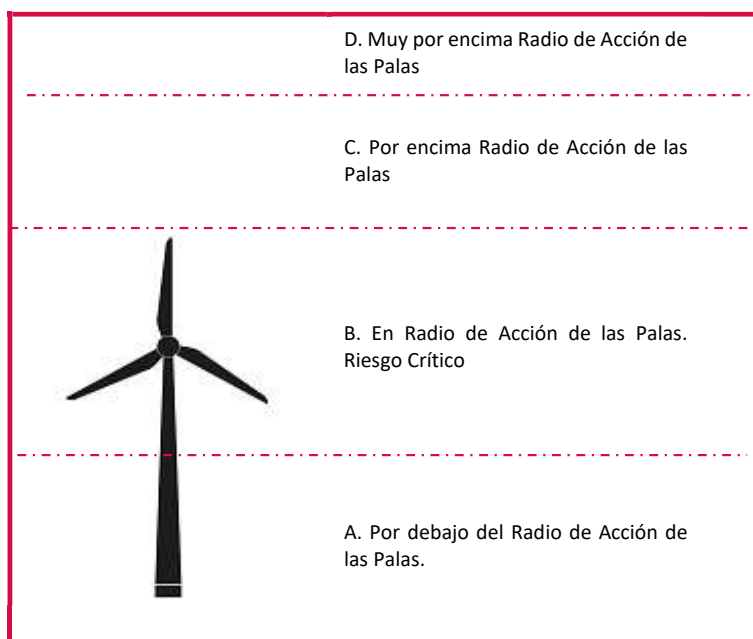 D. Muy por encima Radio de Acción de
las Palas
C. Por encima Radio de Acción de las
Palas
B. En Radio de Acción de las Palas.
Riesgo Crítico
A. Por debajo del Radio de Acción de
las Palas.